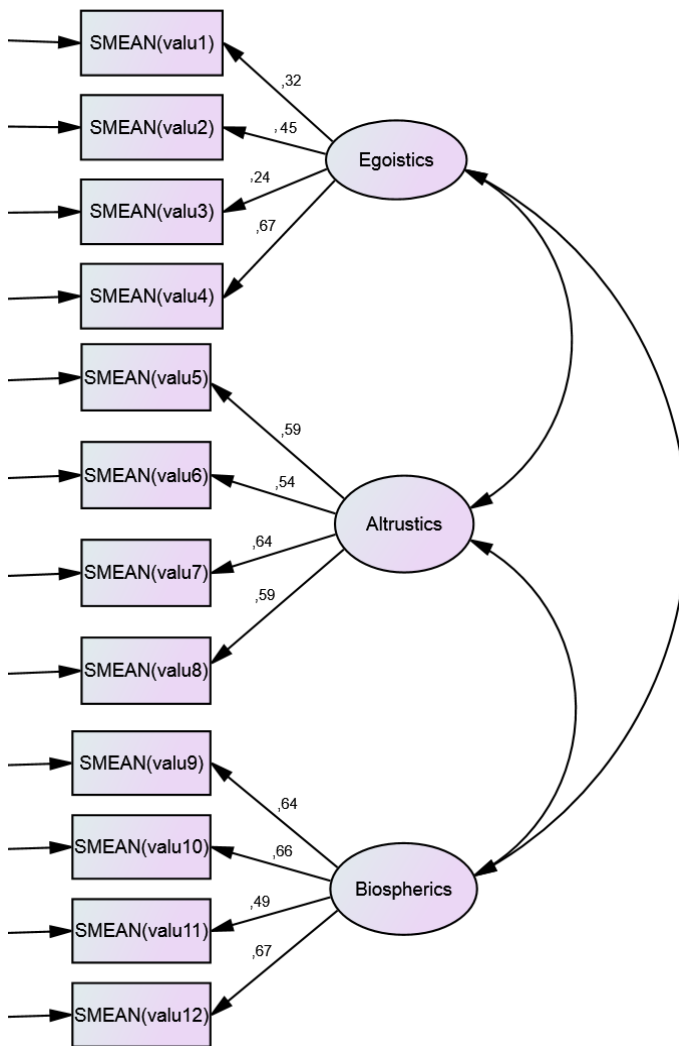 SMEAN(valu1)
,32
SMEAN(valu2)
,45
Egoistics
SMEAN(valu3)
,24
SMEAN(valu4)
,67
SMEAN(valu5)
,59
SMEAN(valu6)
,54
Altrustics
SMEAN(valu7)
,64
SMEAN(valu8)
,59
SMEAN(valu9)
,64
SMEAN(valu10)
,66
Biospherics
SMEAN(valu11)
,49
SMEAN(valu12)
,67